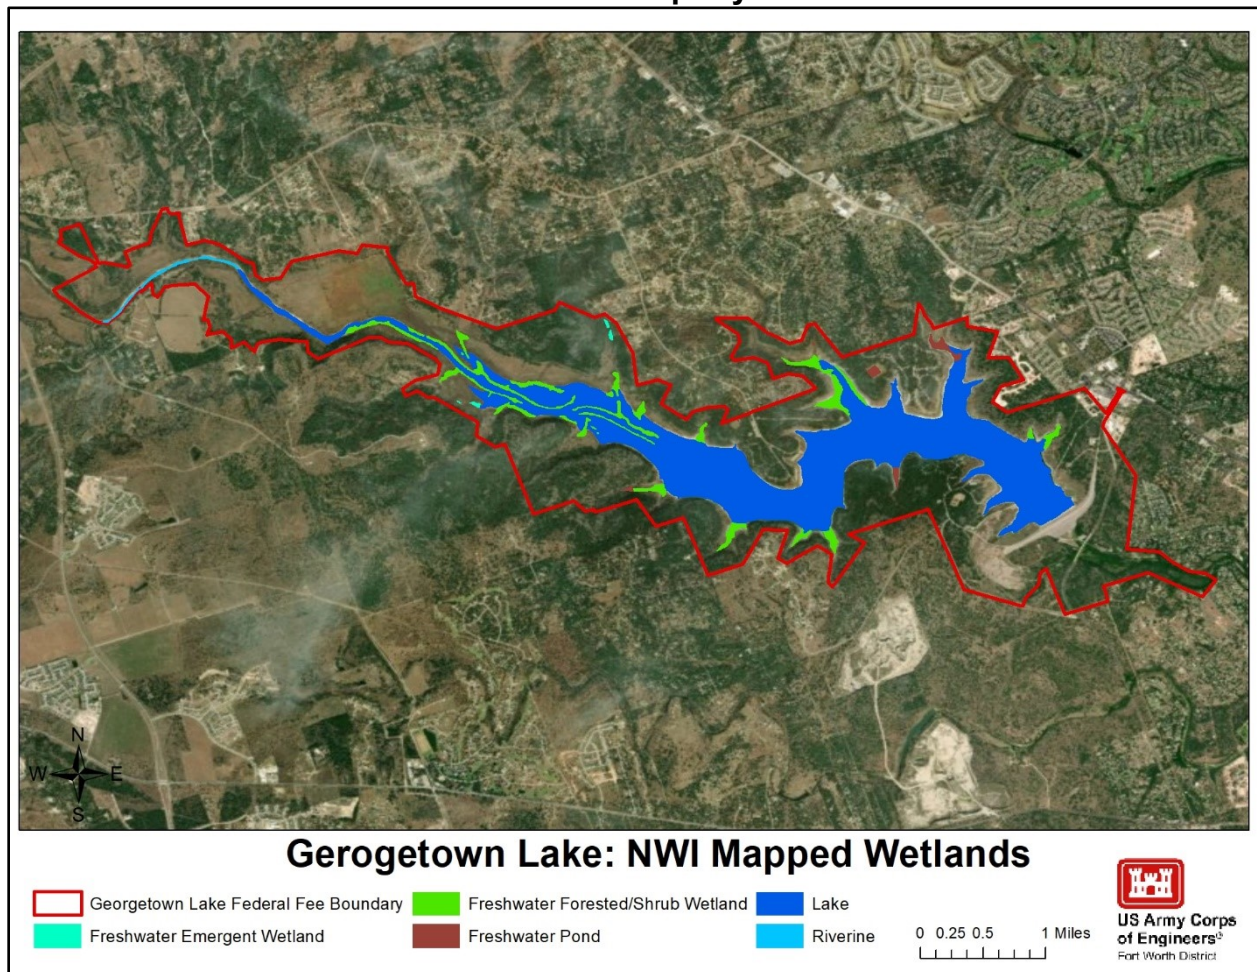 N
W E
S
Gerogetown Lake: NWI Mapped Wetlands
Georgetown Lake Federal Fee Boundary
Freshwater Forested/Shrub Wetland
Lake
Freshwater Emergent Wetland
Freshwater Pond
Riverine
0 0.25 0.5 1 Miles
US Army Corps
of Engineers®
Fort Worth District